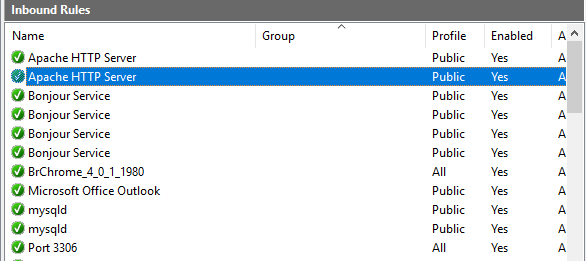 Inbound Rules
Name Group Profile Enabled A
Apache HTTP Server Public Yes A
Apache HTTP Server Public Yes A
Bonjour Service Public Yes A
Bonjour Service Public Yes A
Bonjour Service Public Yes A
Bonjour Service Public Yes A
BrChrome_4_0_1_1980 All Yes A
Microsoft Office Outlook Public Yes A
mysqld Public Yes A
mysqld Public Yes A
Port 3306 All Yes A